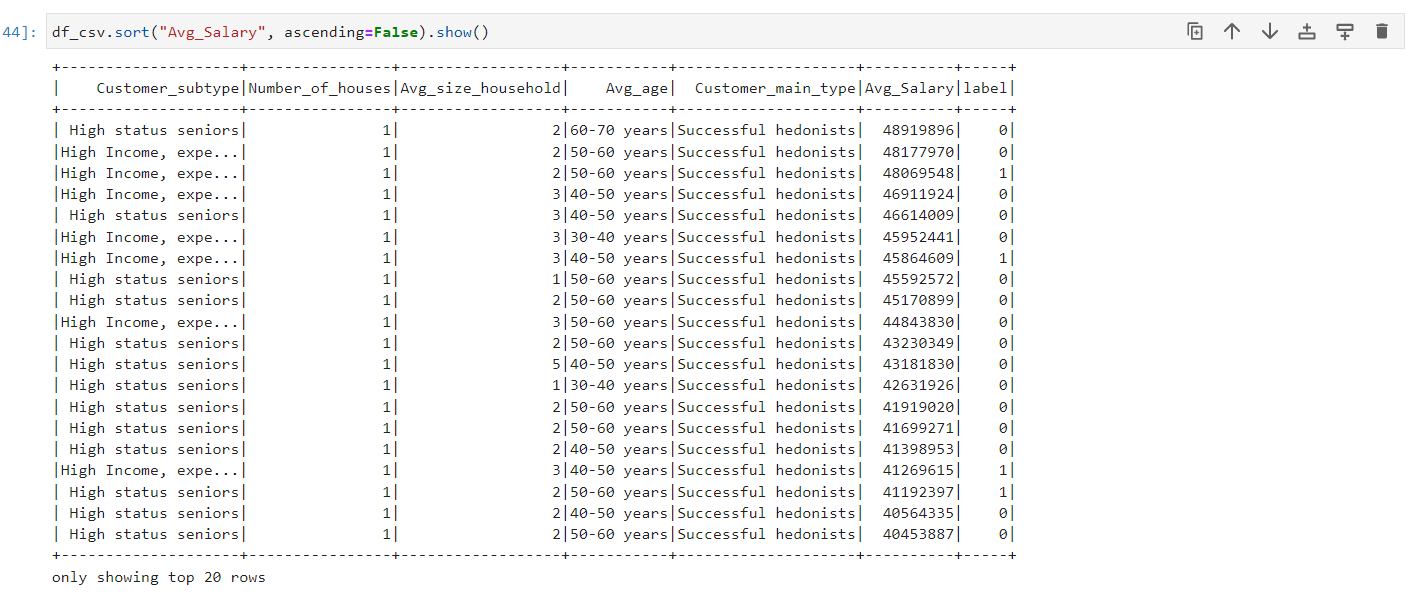 44]: df_csv.sort("Avg_Salary", ascending=False).show()
+--------------------+----------------+------------------+-----------+--------------------+----------+-----+
|    Customer_subtype|Number_of_houses|Avg_size_household|    Avg_age|  Customer_main_type|Avg_Salary|label|
+--------------------+----------------+------------------+-----------+--------------------+----------+-----+
| High status seniors|               1|                 2|60-70 years|Successful hedonists|  48919896|    0|
|High Income, expe...|               1|                 2|50-60 years|Successful hedonists|  48177970|    0|
|High Income, expe...|               1|                 2|50-60 years|Successful hedonists|  48069548|    1|
|High Income, expe...|               1|                 3|40-50 years|Successful hedonists|  46911924|    0|
| High status seniors|               1|                 3|40-50 years|Successful hedonists|  46614009|    0|
|High Income, expe...|               1|                 3|30-40 years|Successful hedonists|  45952441|    0|
|High Income, expe...|               1|                 3|40-50 years|Successful hedonists|  45864609|    1|
| High status seniors|               1|                 1|50-60 years|Successful hedonists|  45592572|    0|
| High status seniors|               1|                 2|50-60 years|Successful hedonists|  45170899|    0|
|High Income, expe...|               1|                 3|50-60 years|Successful hedonists|  44843830|    0|
| High status seniors|               1|                 2|50-60 years|Successful hedonists|  43230349|    0|
| High status seniors|               1|                 5|40-50 years|Successful hedonists|  43181830|    0|
| High status seniors|               1|                 1|30-40 years|Successful hedonists|  42631926|    0|
| High status seniors|               1|                 2|50-60 years|Successful hedonists|  41919020|    0|
| High status seniors|               1|                 2|50-60 years|Successful hedonists|  41699271|    0|
| High status seniors|               1|                 2|40-50 years|Successful hedonists|  41398953|    0|
|High Income, expe...|               1|                 3|40-50 years|Successful hedonists|  41269615|    1|
| High status seniors|               1|                 2|50-60 years|Successful hedonists|  41192397|    1|
| High status seniors|               1|                 2|40-50 years|Successful hedonists|  40564335|    0|
| High status seniors|               1|                 2|50-60 years|Successful hedonists|  40453887|    0|
+--------------------+----------------+------------------+-----------+--------------------+----------+-----+
only showing top 20 rows